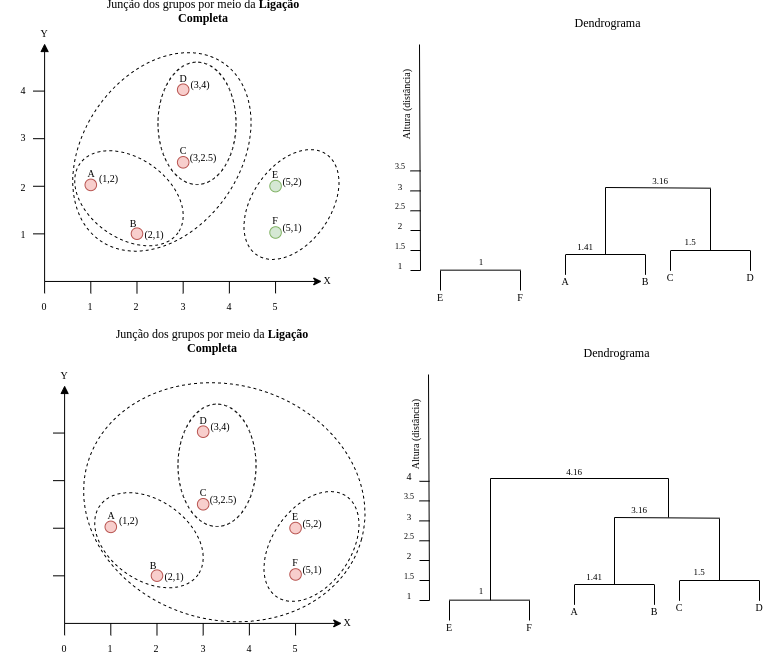 Junção dos grupos por meio da Ligação
Completa
Y
4
3
2
1
0
1
2
3
4
5
X
D
(3,4)
C
(3,2.5)
A
(1,2)
B
(2,1)
E
(5,2)
F
(5,1)
Dendrograma
Altura (distância)
3.5
3
2.5
2
1.5
1
3.16
1.41
1.5
1
E
F
A
B
C
D
Junção dos grupos por meio da Ligação
Completa
Y
0
1
2
3
4
5
X
D
(3,4)
C
(3,2.5)
A
(1,2)
B
(2,1)
E
(5,2)
F
(5,1)
Dendrograma
Altura (distância)
4
3.5
3
2.5
2
1.5
1
4.16
3.16
1.41
1.5
1
E
F
A
B
C
D